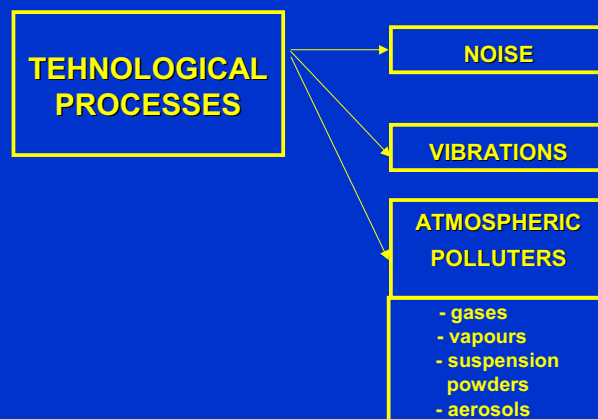 TEHNOLOGICAL
PROCESSES
NOISE
VIBRATIONS
ATMOSPHERIC
POLLUTERS
- gases
- vapours
- suspension
powders
- aerosols